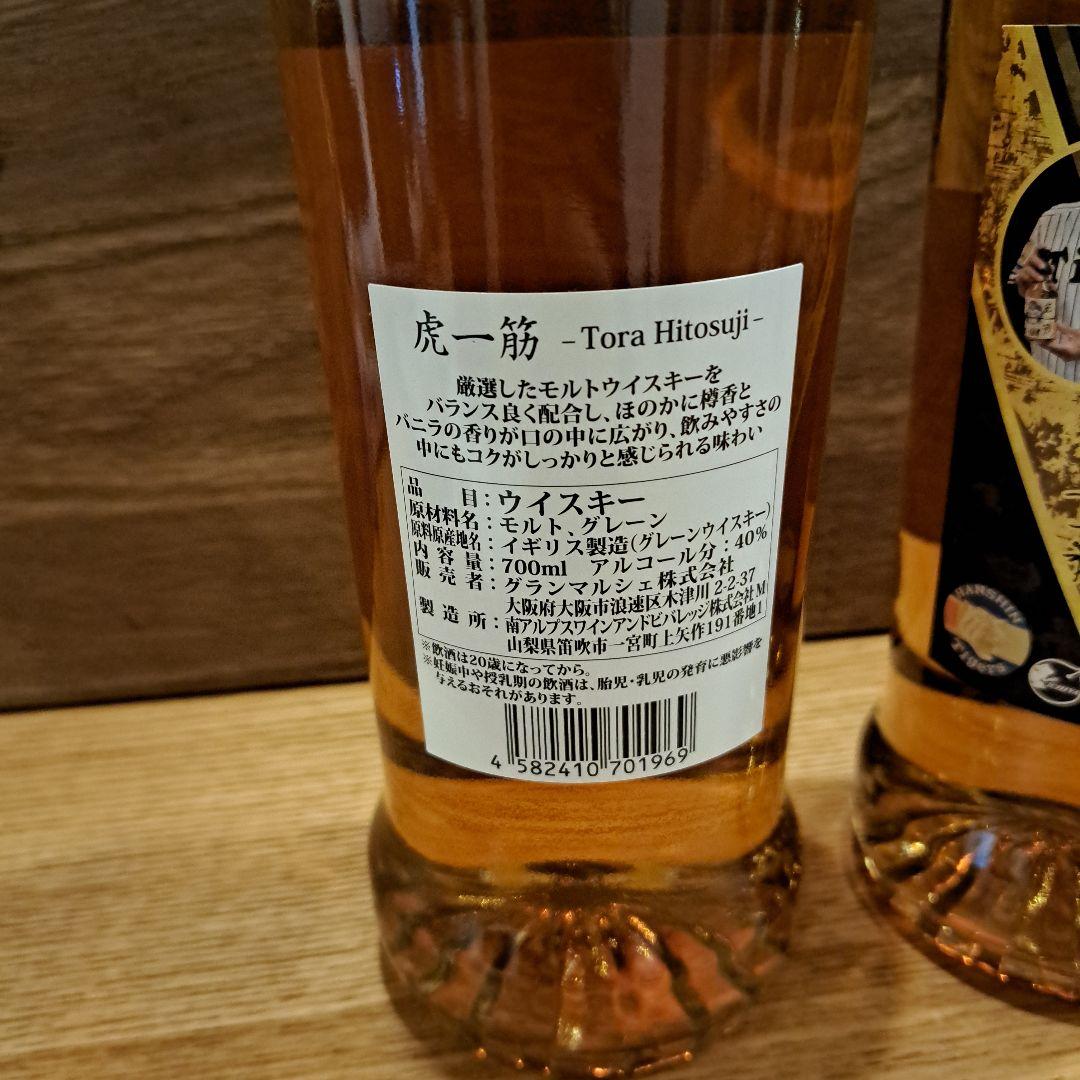 虎一筋 –Tora Hitosuji–
厳選したモルトウイスキーを
バランス良く配合し、ほのかに樽香と
バニラの香りが口の中に広がり、飲みやすさの
中にもコクがしっかりと感じられる味わい
品目：ウイスキー
原材料名：モルト、グレーン
原料原産地名：イギリス製造(グレーンウイスキー)
内容量：700ml アルコール分：40%
販売者：グランマルシェ株式会社
大阪府大阪市浪速区木津川2-2-37
製造所：南アルプスワインアンドビバレッジ株式会社M
山梨県笛吹市一宮町上矢作191番地1
※飲酒は20歳になってから。
※妊娠中や授乳期の飲酒は、胎児・乳児の発育に悪影響を
与えるおそれがあります。
4 582410 701969
HANSHIN
Tigers